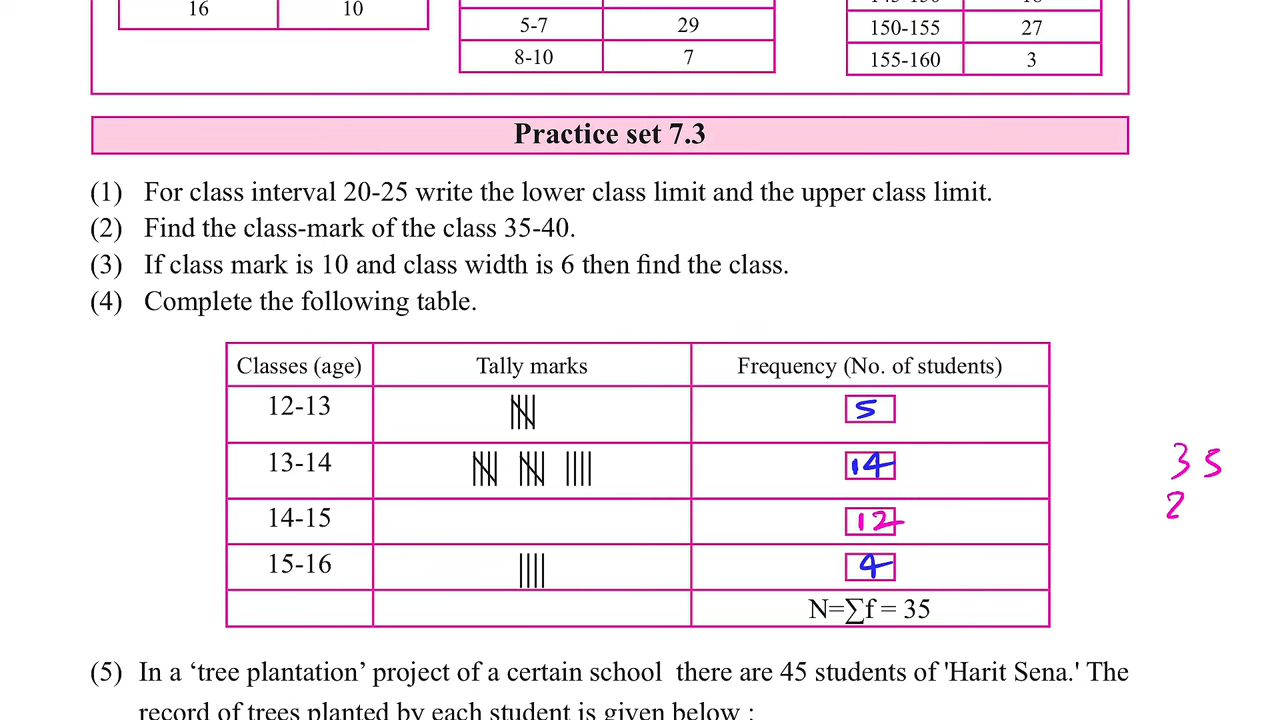 16 10
5-7 29
150-155 27
8-10 7
155-160 3
Practice set 7.3
(1) For class interval 20-25 write the lower class limit and the upper class limit.
(2) Find the class-mark of the class 35-40.
(3) If class mark is 10 and class width is 6 then find the class.
(4) Complete the following table.
Classes (age) Tally marks Frequency (No. of students)
12-13 5
13-14 14
3 5
2
14-15 12
15-16 4
N=∑f = 35
(5) In a ‘tree plantation’ project of a certain school there are 45 students of 'Harit Sena.' The
record of trees planted by each student is given below :